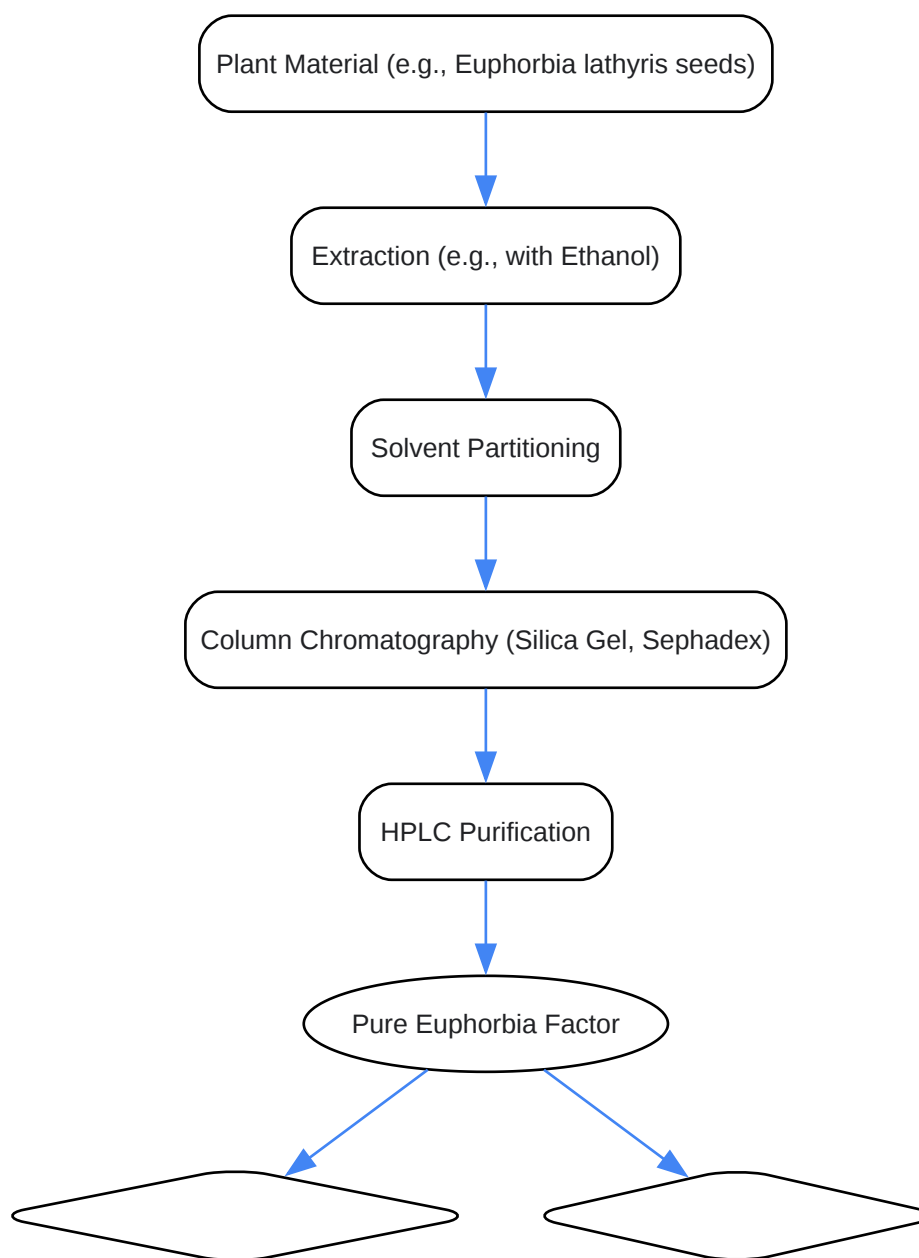 Plant Material (e.g., Euphorbia lathyris seeds)
Extraction (e.g., with Ethanol)
Solvent Partitioning
Column Chromatography (Silica Gel, Sephadex)
HPLC Purification
Pure Euphorbia Factor